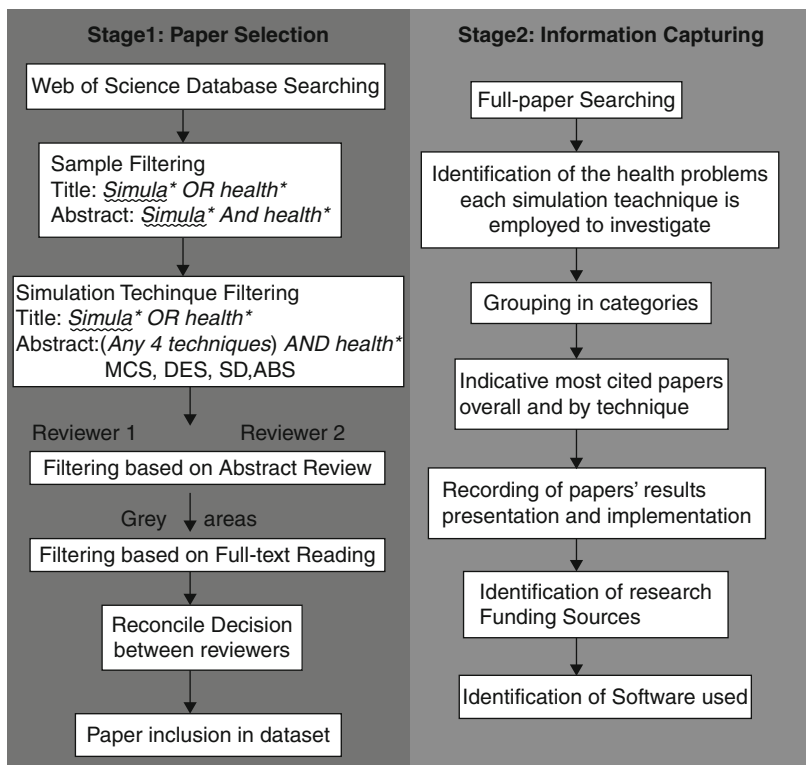 Stage1: Paper Selection
Web of Science Database Searching
Sample Filtering
Title: Simula* OR health*
Abstract: Simula* And health*
Simulation Techinque Filtering
Title: Simula* OR health*
Abstract:(Any 4 techniques) AND health*
MCS, DES, SD,ABS
Reviewer 1 Reviewer 2
Filtering based on Abstract Review
Grey areas
Filtering based on Full-text Reading
Reconcile Decision
between reviewers
Paper inclusion in dataset
Stage2: Information Capturing
Full-paper Searching
Identification of the health problems
each simulation teachnique is
employed to investigate
Grouping in categories
Indicative most cited papers
overall and by technique
Recording of papers’ results
presentation and implementation
Identification of research
Funding Sources
Identification of Software used